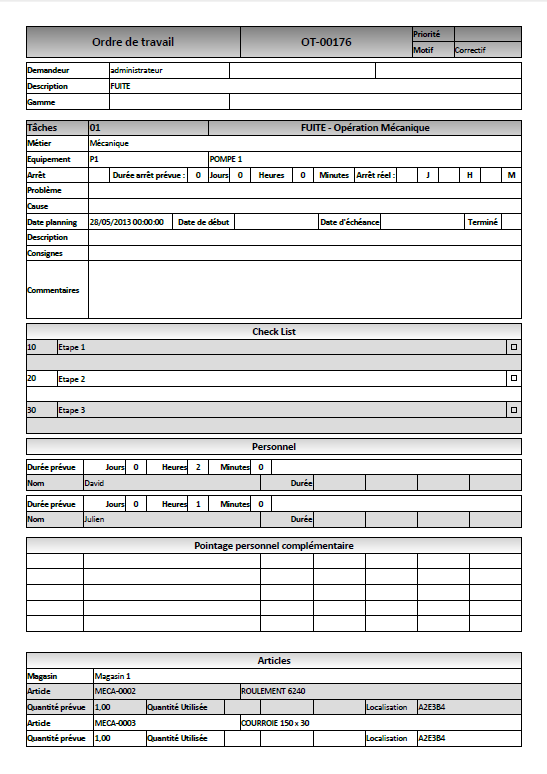 Ordre de travail OT-00176 Priorité
Motif Correctif
Demandeur administrateur
Description FUITE
Gamme
Tâches 01 FUITE - Opération Mécanique
Métier Mécanique
Equipement P1 POMPE 1
Arrêt Durée arrêt prévue : 0 Jours 0 Heures 0 Minutes Arrêt réel : J H M
Problème
Cause
Date planning 28/05/2013 00:00:00 Date de début Date d'échéance Terminé
Description
Consignes
Commentaires
Check List
10 Etape 1
20 Etape 2
30 Etape 3
Personnel
Durée prévue Jours 0 Heures 2 Minutes 0
Nom David Durée
Durée prévue Jours 0 Heures 1 Minutes 0
Nom Julien Durée
Pointage personnel complémentaire
Articles
Magasin Magasin 1
Article MECA-0002 ROULEMENT 6240
Quantité prévue 1,00 Quantité Utilisée Localisation A2E3B4
Article MECA-0003 COURROIE 150 x 30
Quantité prévue 1,00 Quantité Utilisée Localisation A2E3B4